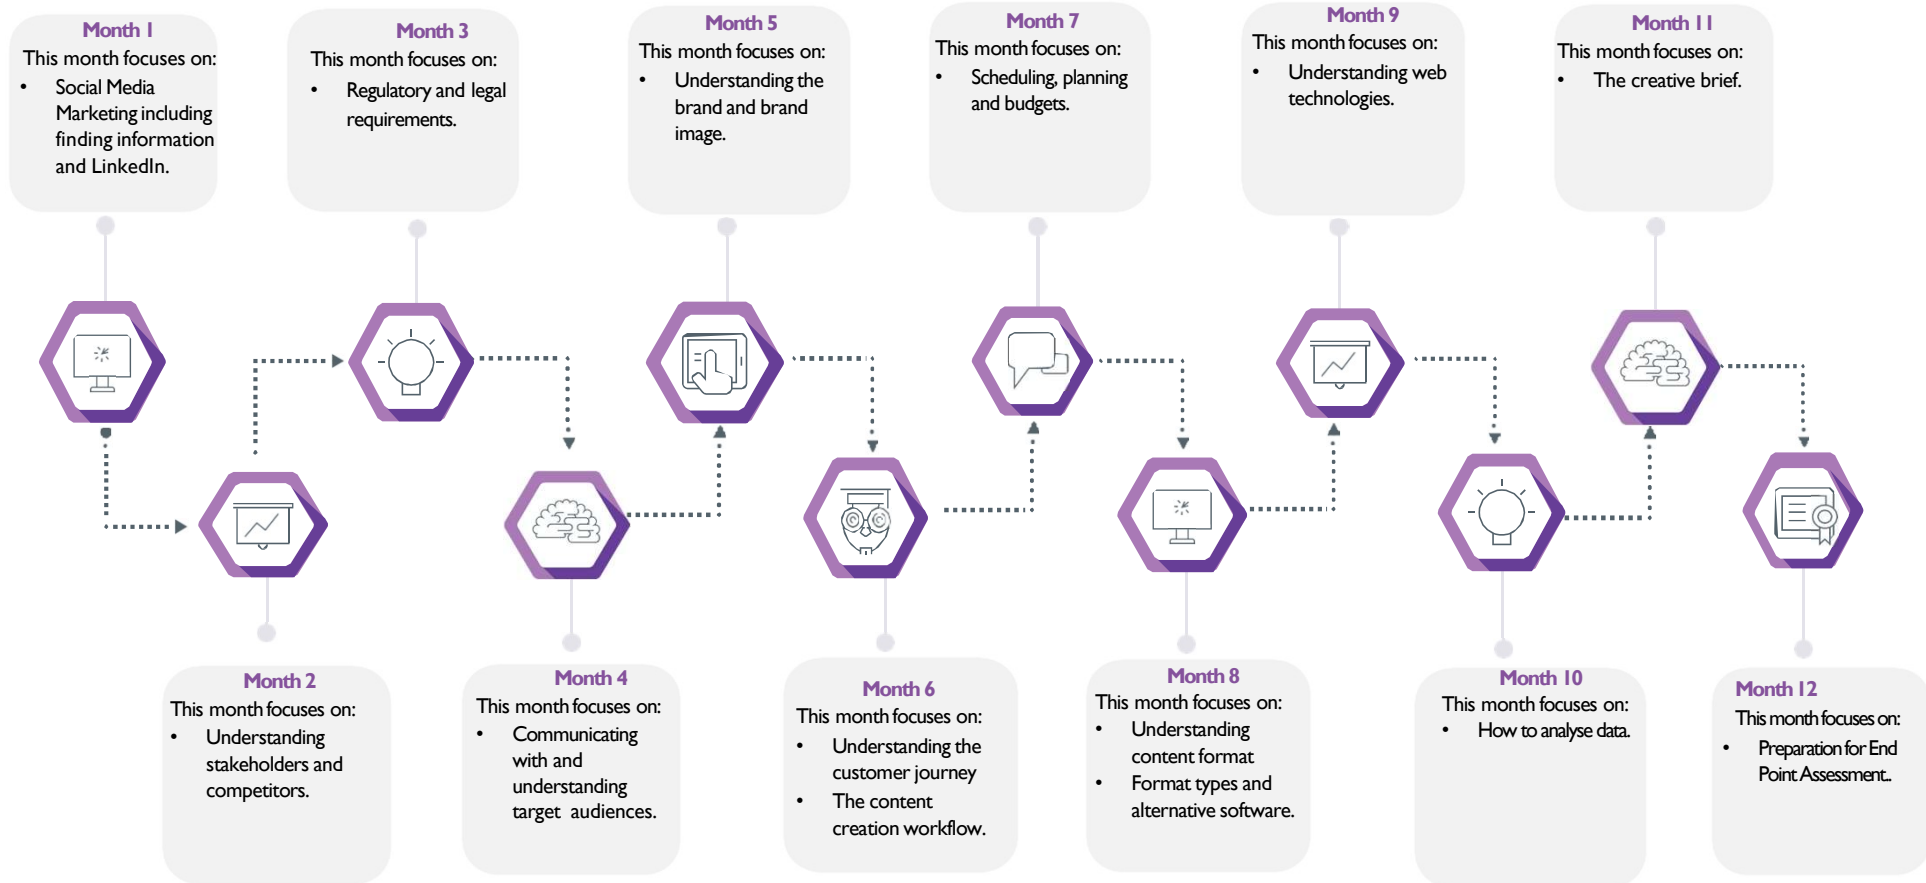 Month 1
This month focuses on:
• Social Media
Marketing including
finding information
and LinkedIn.
Month 2
This month focuses on:
• Understanding
stakeholders and
competitors.
Month 3
This month focuses on:
• Regulatory and legal
requirements.
Month 4
This month focuses on:
• Communicating
with and
understanding
target audiences.
Month 5
This month focuses on:
• Understanding the
brand and brand
image.
Month 6
This month focuses on:
• Understanding the
customer journey
• The content
creation workflow.
Month 7
This month focuses on:
• Scheduling, planning
and budgets.
Month 8
This month focuses on:
• Understanding
content format
• Format types and
alternative software.
Month 9
This month focuses on:
• Understanding web
technologies.
Month 10
This month focuses on:
• How to analyse data.
Month 11
This month focuses on:
• The creative brief.
Month 12
This month focuses on:
• Preparation for End
Point Assessment..